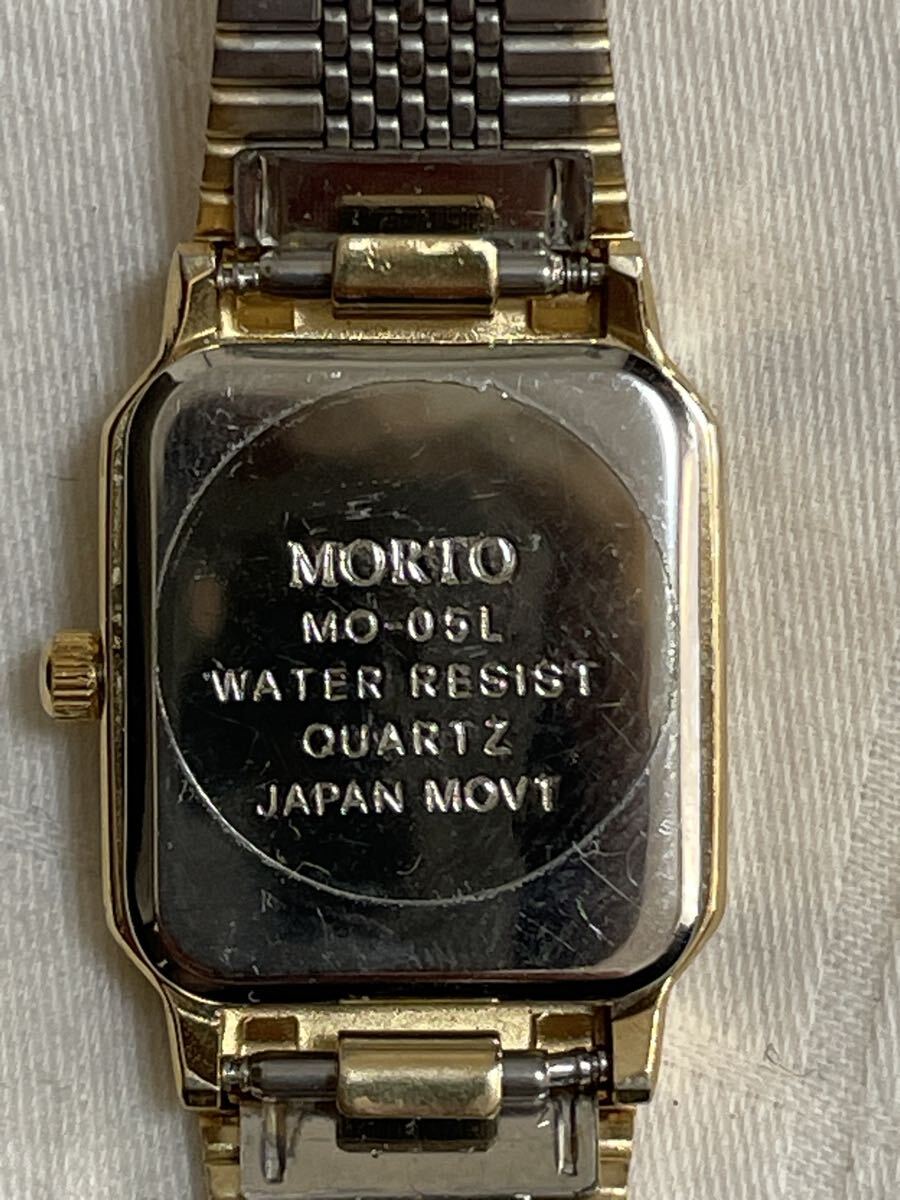 MORTO
MO-05L
WATER RESIST
QUARTZ
JAPAN MOVT